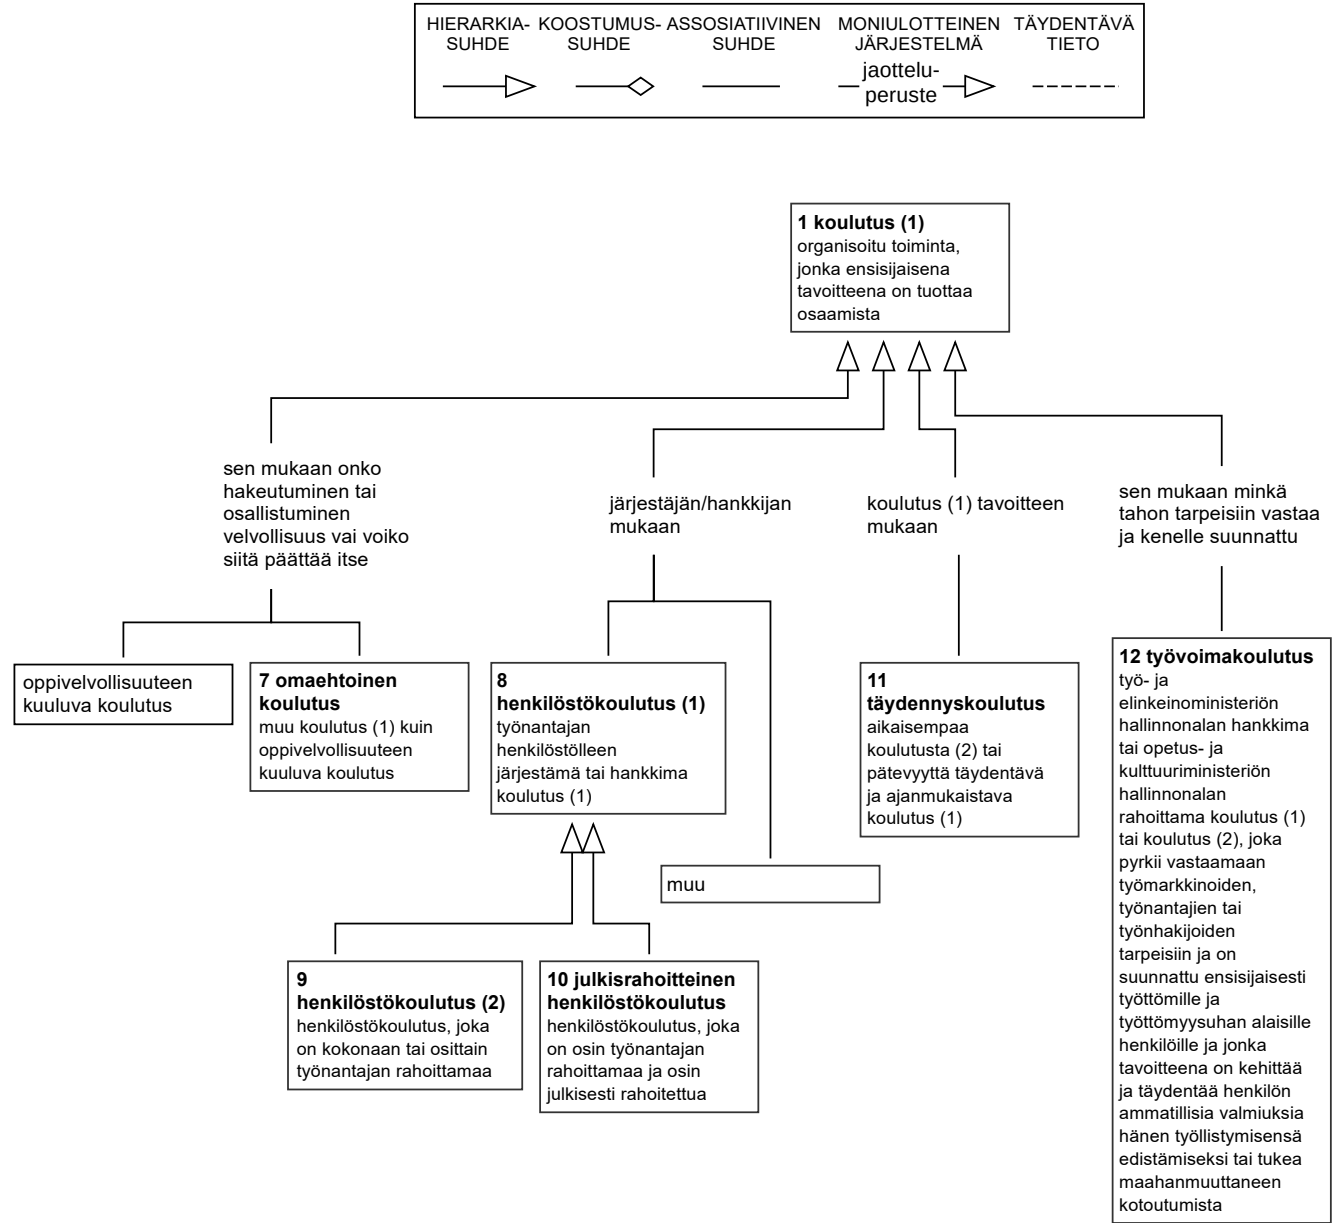 HIERARKIA-
SUHDE
KOOSTUMUS-
SUHDE
ASSOSIATIIVINEN
SUHDE
MONIULOTTEINEN
JÄRJESTELMÄ
TÄYDENTÄVÄ
TIETO
jaottelu-
peruste
1 koulutus (1)
organisoitu toiminta,
jonka ensisijaisena
tavoitteena on tuottaa
osaamista
sen mukaan onko
hakeutuminen tai
osallistuminen
velvollisuus vai voiko
siitä päättää itse
järjestäjän/hankkijan
mukaan
koulutus (1) tavoitteen
mukaan
sen mukaan minkä
tahon tarpeisiin vastaa
ja kenelle suunnattu
oppivelvollisuuteen
kuuluva koulutus
7 omaehtoinen
koulutus
muu koulutus (1) kuin
oppivelvollisuuteen
kuuluva koulutus
8
henkilöstökoulutus (1)
työnantajan
henkilöstölleen
järjestämä tai hankkima
koulutus (1)
muu
11
täydennyskoulutus
aikaisempaa
koulutusta (2) tai
pätevyyttä täydentävä
ja ajanmukaistava
koulutus (1)
12 työvoimakoulutus
työ- ja
elinkeinoministeriön
hallinnonalan hankkima
tai opetus- ja
kulttuuriministeriön
hallinnonalan
rahoittama koulutus (1)
tai koulutus (2), joka
pyrkii vastaamaan
työmarkkinoiden,
työnantajien tai
työnhakijoiden
tarpeisiin ja on
suunnattu ensisijaisesti
työttömille ja
työttömyysuhan alaisille
henkilöille ja jonka
tavoitteena on kehittää
ja täydentää henkilön
ammatillisia valmiuksia
hänen työllistymisensä
edistämiseksi tai tukea
maahanmuuttaneen
kotoutumista
9
henkilöstökoulutus (2)
henkilöstökoulutus, joka
on kokonaan tai osittain
työnantajan rahoittamaa
10 julkisrahoitteinen
henkilöstökoulutus
henkilöstökoulutus, joka
on osin työnantajan
rahoittamaa ja osin
julkisesti rahoitettua